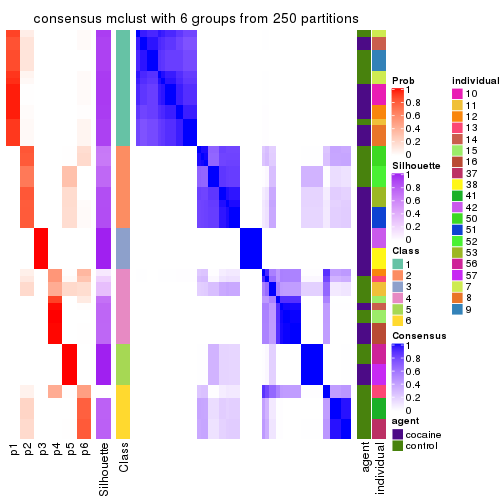 consensus mclust with 6 groups from 250 partitions
Prob
1
0.8
0.6
0.4
0.2
0
Silhouette
1
0.8
0.6
0.4
0.2
0
Class
1
2
3
4
5
6
Consensus
1
0.8
0.6
0.4
0.2
0
agent
cocaine
control
individual
10
11
12
13
14
15
16
37
38
41
42
50
51
52
53
56
57
7
8
9
p1
p2
p3
p4
p5
p6
Silhouette
Class
agent
individual